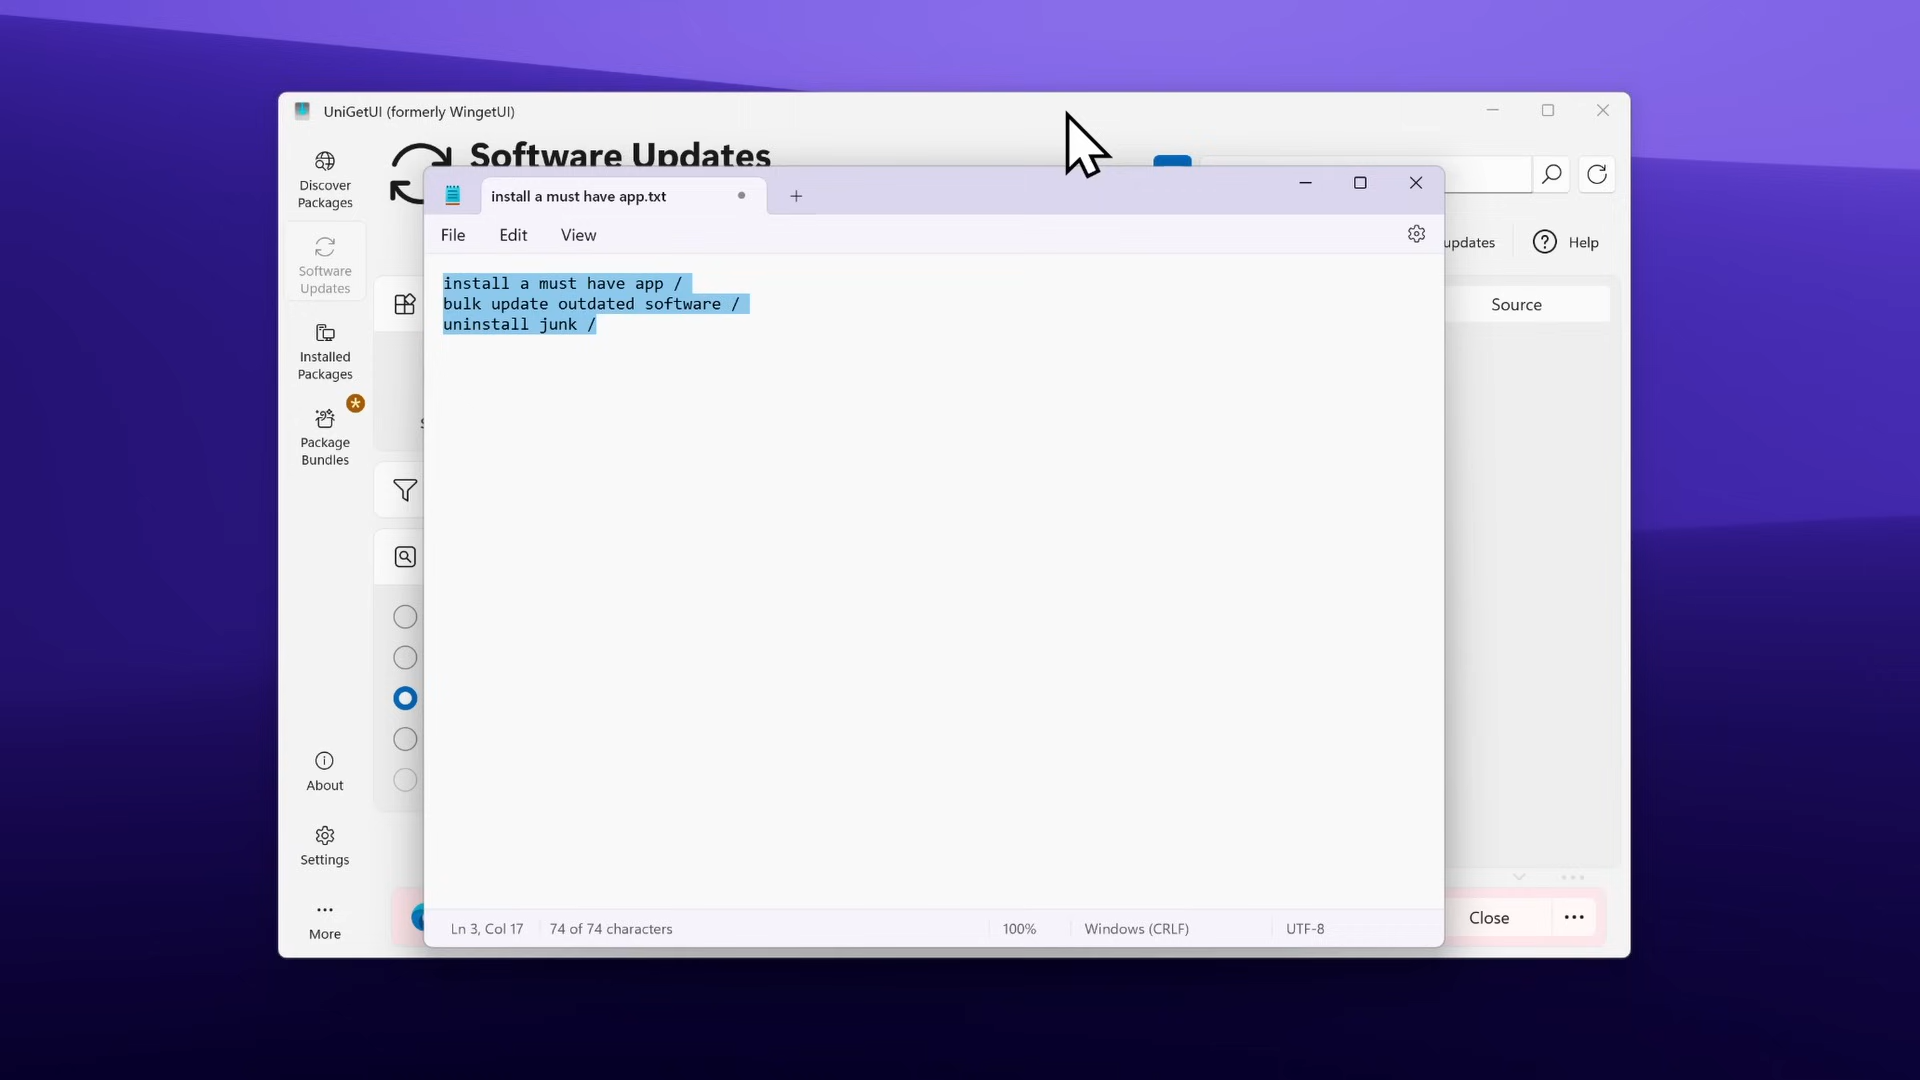 UniGetUI (formerly WingetUI)
Discover
Packages
Software Updates
install a must have app.txt
File
Edit
View
Software
Updates
updates
Help
install a must have app /
bulk update outdated software /
uninstall junk /
Source
Installed
Packages
Package
Bundles
About
Settings
More
Ln 3, Col 17
74 of 74 characters
100%
Windows (CRLF)
UTF-8
Close